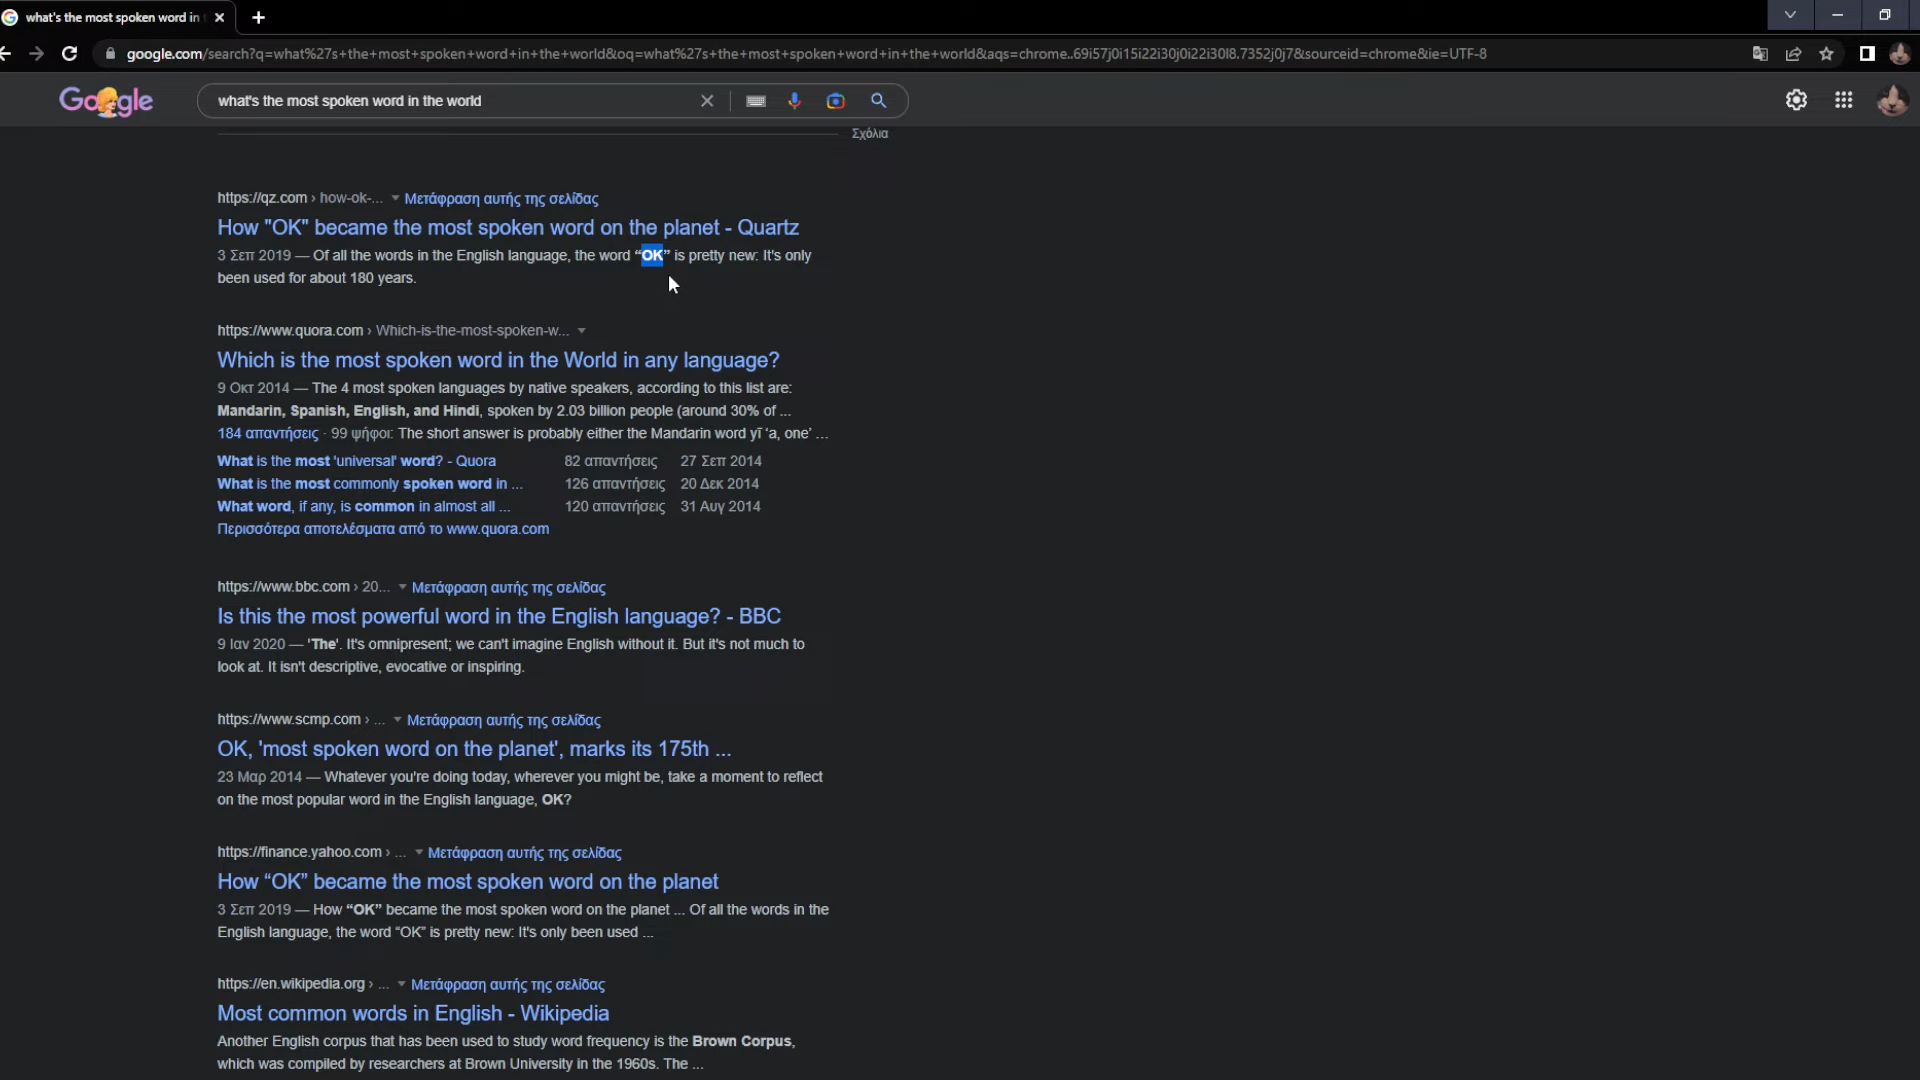 what's the most spoken word in
google.com/search?q=what%27s+the+most+spoken+word+in+the+world&oq=what%27s+the+most+spoken+word+in+the+world&aqs=chrome..69i57j0i15i22i30j0i22i30l8.7352j0j7&sourceid=chrome&ie=UTF-8
Google
what's the most spoken word in the world
Σχόλια
https://qz.com › how-ok-... Μετάφραση αυτής της σελίδας
How "OK" became the most spoken word on the planet - Quartz
3 Σεπ 2019 — Of all the words in the English language, the word “OK” is pretty new: It's only
been used for about 180 years.
https://www.quora.com › Which-is-the-most-spoken-w...
Which is the most spoken word in the World in any language?
9 Οκτ 2014 — The 4 most spoken languages by native speakers, according to this list are:
Mandarin, Spanish, English, and Hindi, spoken by 2.03 billion people (around 30% of ...
184 απαντήσεις · 99 ψήφοι: The short answer is probably either the Mandarin word yī ‘a, one’ ...
What is the most 'universal' word? - Quora 82 απαντήσεις 27 Σεπ 2014
What is the most commonly spoken word in ... 126 απαντήσεις 20 Δεκ 2014
What word, if any, is common in almost all ... 120 απαντήσεις 31 Αυγ 2014
Περισσότερα αποτελέσματα από το www.quora.com
https://www.bbc.com › 20... Μετάφραση αυτής της σελίδας
Is this the most powerful word in the English language? - BBC
9 Ιαν 2020 — 'The'. It's omnipresent; we can't imagine English without it. But it's not much to
look at. It isn't descriptive, evocative or inspiring.
https://www.scmp.com › ... Μετάφραση αυτής της σελίδας
OK, 'most spoken word on the planet', marks its 175th ...
23 Μαρ 2014 — Whatever you're doing today, wherever you might be, take a moment to reflect
on the most popular word in the English language, OK?
https://finance.yahoo.com › ... Μετάφραση αυτής της σελίδας
How “OK” became the most spoken word on the planet
3 Σεπ 2019 — How “OK” became the most spoken word on the planet ... Of all the words in the
English language, the word “OK” is pretty new: It's only been used ...
https://en.wikipedia.org › ... Μετάφραση αυτής της σελίδας
Most common words in English - Wikipedia
Another English corpus that has been used to study word frequency is the Brown Corpus,
which was compiled by researchers at Brown University in the 1960s. The ...